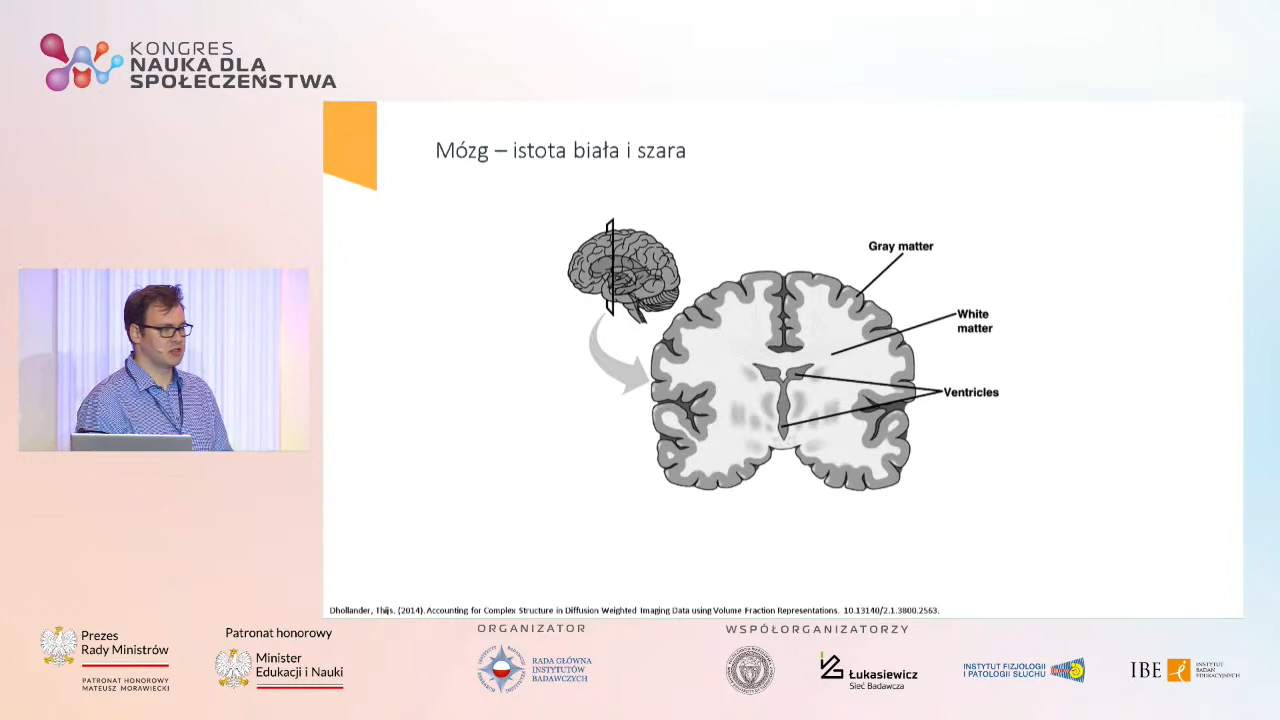 KONGRES
NAUKA DLA
SPOŁECZEŃSTWA
Mózg – istota biała i szara
Gray matter
White
matter
Ventricles
Dhollander, Thijs. (2014). Accounting for Complex Structure in Diffusion Weighted Imaging Data using Volume Fraction Representations. 10.13140/2.1.3800.2563.
Prezes
Rady Ministrów
PATRONAT HONOROWY
MATEUSZ MORAWIECKI
Patronat honorowy
Minister
Edukacji i Nauki
ORGANIZATOR
RADA GŁÓWNA
INSTYTUTÓW
BADAWCZYCH
WSPÓŁORGANIZATORZY
Łukasiewicz
Sieć Badawcza
INSTYTUT FIZJOLOGII
I PATOLOGII SŁUCHU
IBE
INSTYTUT
BADAŃ
EDUKACYJNYCH